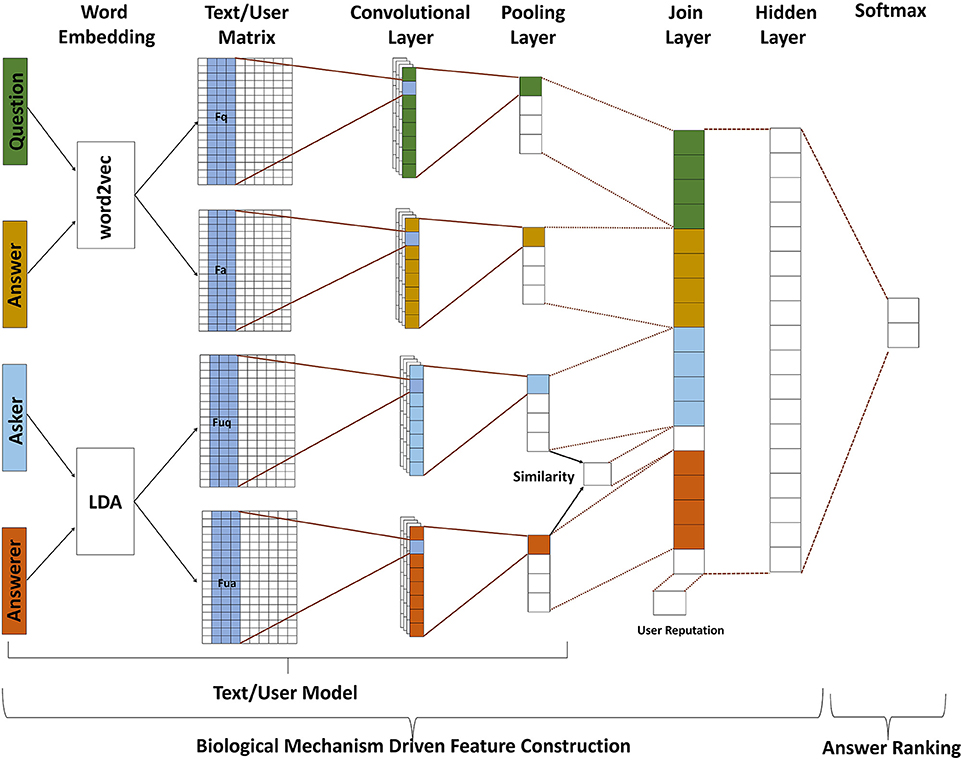 Word Embedding
Text/User Matrix
Convolutional Layer
Pooling Layer
Join Layer
Hidden Layer
Softmax
Question
Answer
Asker
Answerer
word2vec
LDA
Fq
Fa
Fuq
Fua
Similarity
User Reputation
Text/User Model
Biological Mechanism Driven Feature Construction
Answer Ranking